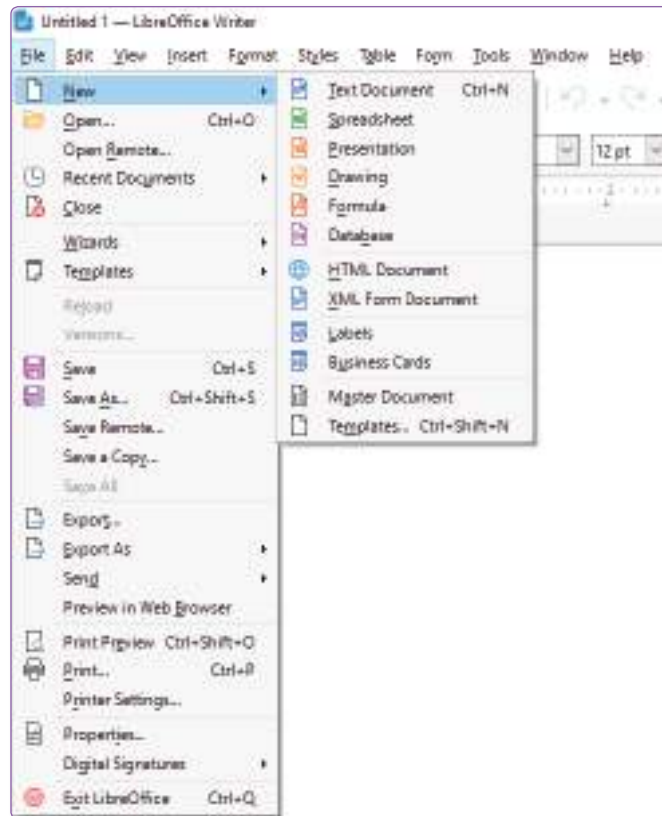 Untitled 1 — LibreOffice Writer
File Edit View Insert Format Styles Table Form Tools Window Help
New
Open... Ctrl+O
Open Remote...
Recent Documents
Close
Wizards
Templates
Reload
Versions...
Save Ctrl+S
Save As... Ctrl+Shift+S
Save Remote...
Save a Copy...
Save All
Export...
Export As
Send
Preview in Web Browser
Print Preview Ctrl+Shift+O
Print... Ctrl+P
Printer Settings...
Properties...
Digital Signatures
Exit LibreOffice Ctrl+Q
Text Document Ctrl+N
Spreadsheet
Presentation
Drawing
Formula
Database
HTML Document
XML Form Document
Labels
Business Cards
Master Document
Templates... Ctrl+Shift+N
12 pt